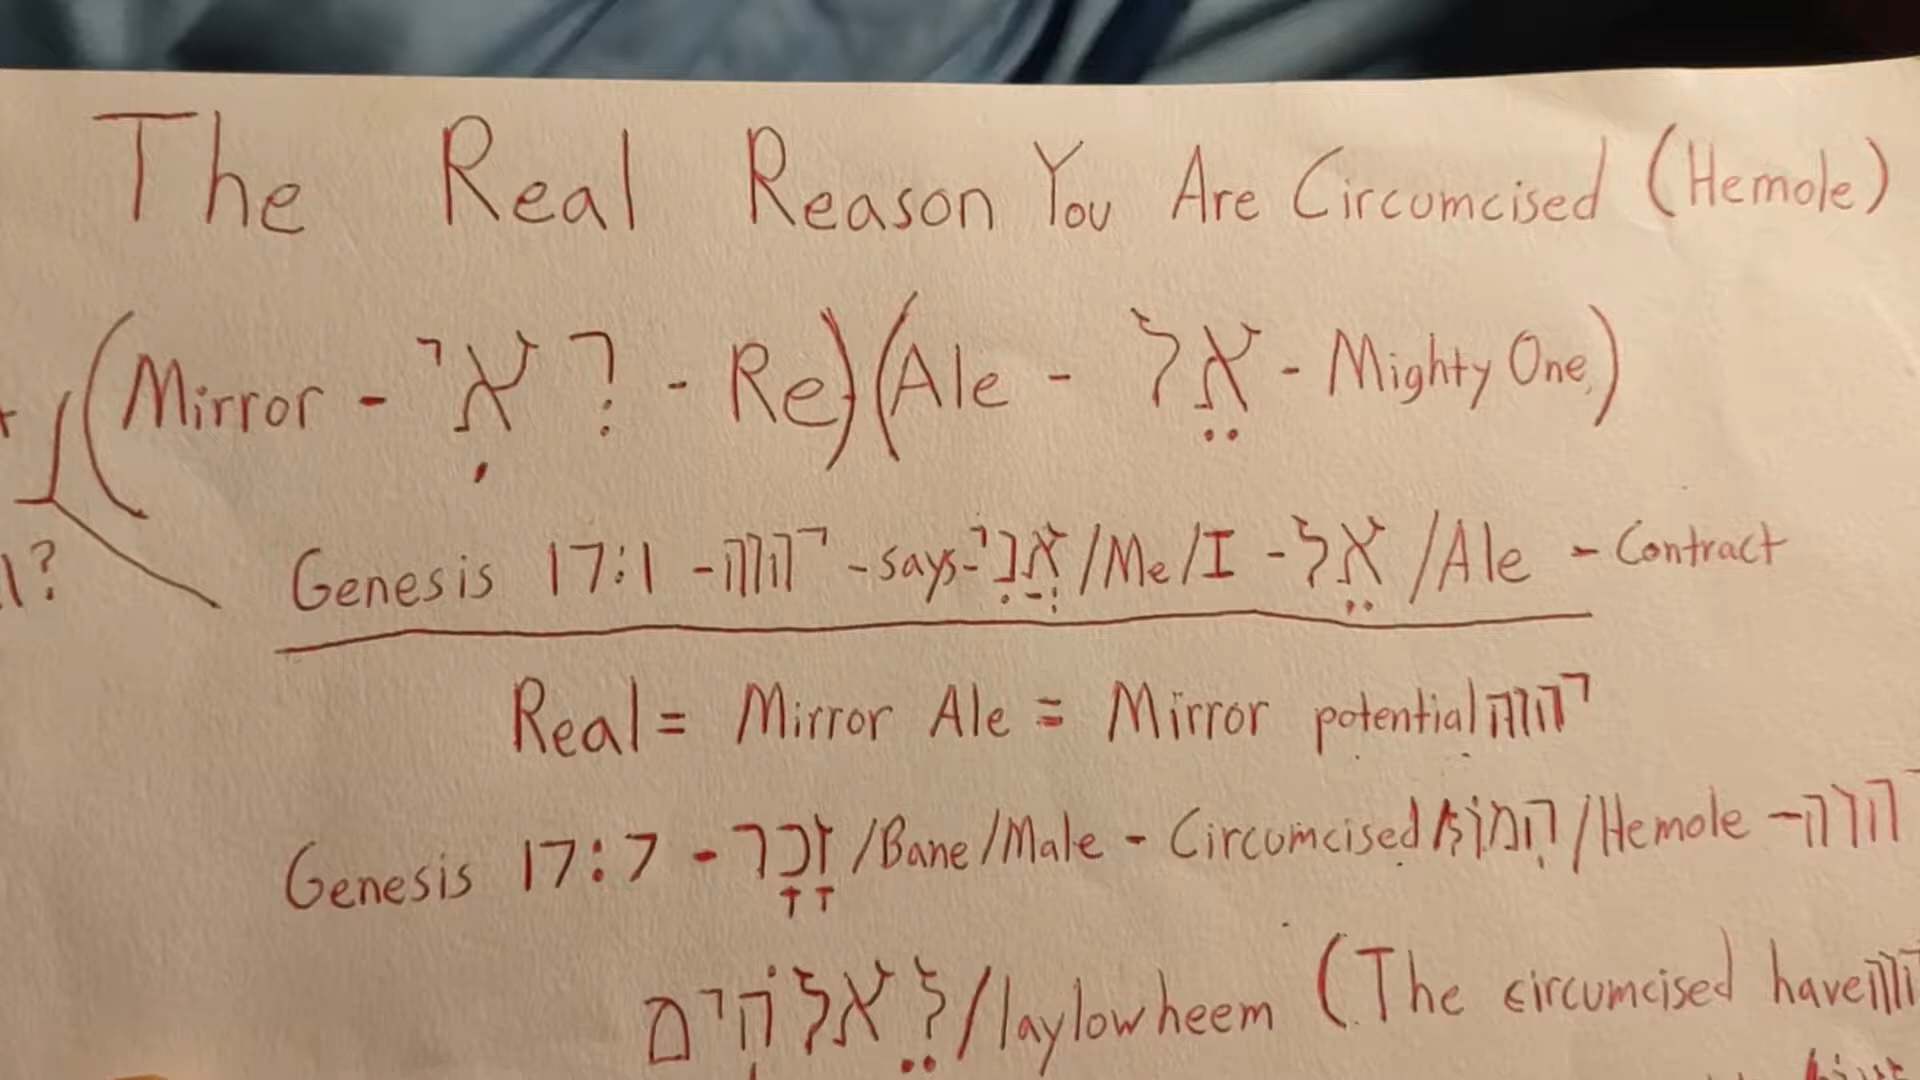 The Real Reason You Are Circumcised (Hemole)
(Mirror - רְאִי - Re)(Ale - אֵל - Mighty One)
1?
Genesis 17:1 - יהוה - says - אֲנִי /Me/I - אֵל /Ale - Contract
Real = Mirror Ale = Mirror potential יהוה
Genesis 17:7 - זָכָר /Bane/Male - Circumcised /Hemole - יהוה
לֵאלֹהִים /laylowheem (The circumcised have